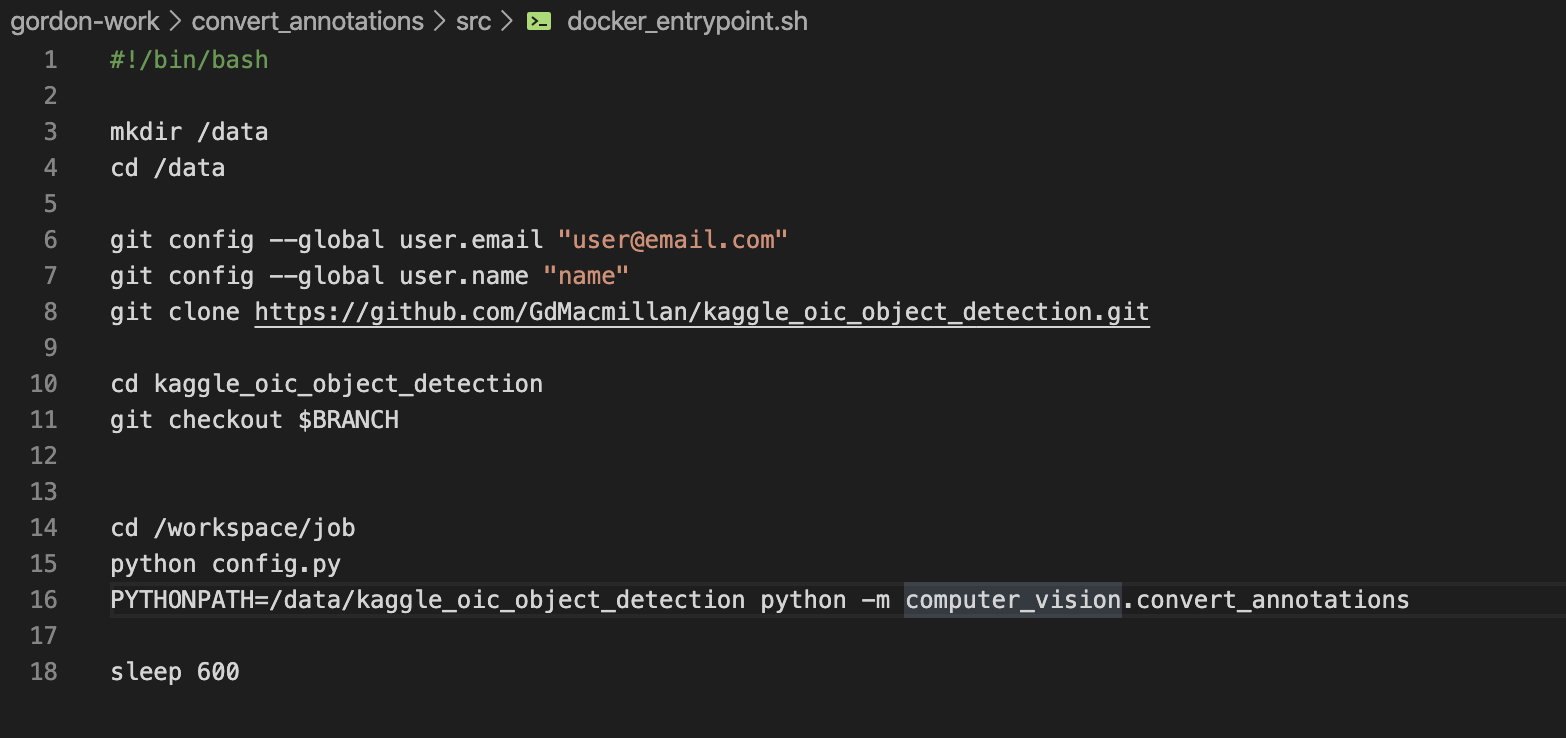 gordon-work > convert_annotations > src > docker_entrypoint.sh
1 #!/bin/bash
2
3 mkdir /data
4 cd /data
5
6 git config --global user.email "user@email.com"
7 git config --global user.name "name"
8 git clone https://github.com/GdMacmillan/kaggle_oic_object_detection.git
9
10 cd kaggle_oic_object_detection
11 git checkout $BRANCH
12
13
14 cd /workspace/job
15 python config.py
16 PYTHONPATH=/data/kaggle_oic_object_detection python -m computer_vision.convert_annotations
17
18 sleep 600